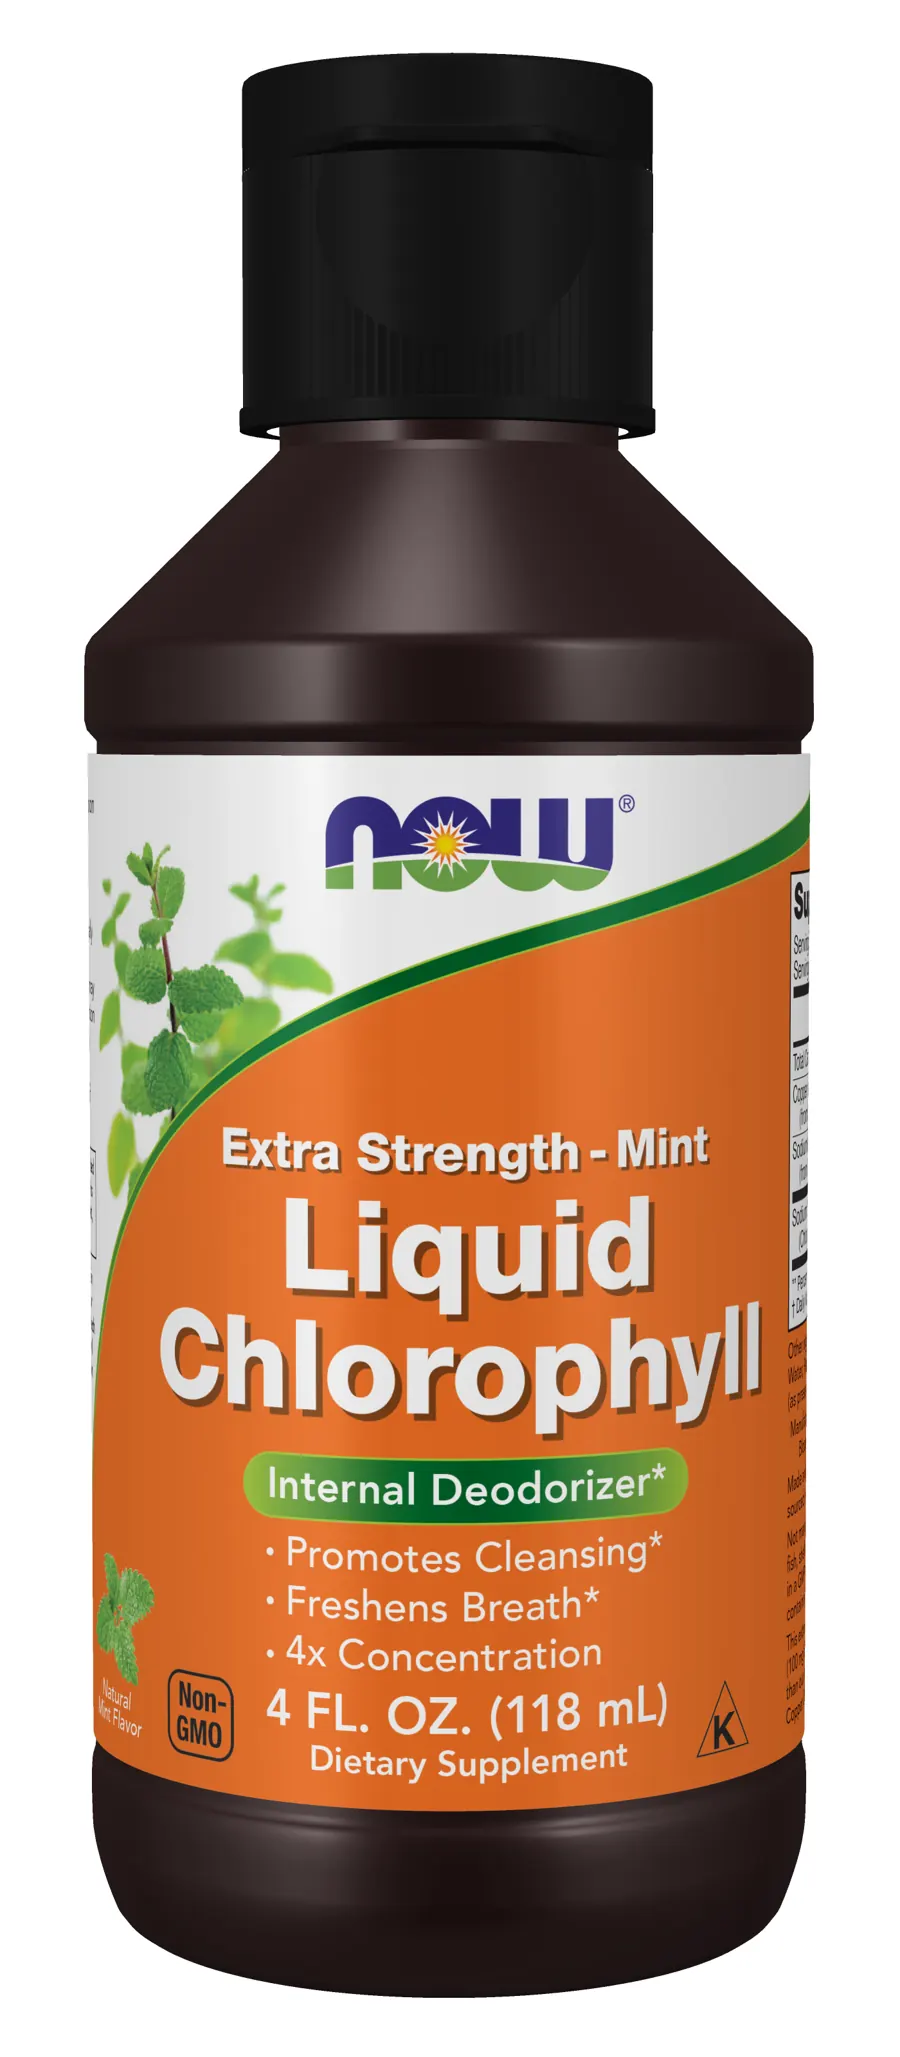 now®
Extra Strength - Mint
Liquid
Chlorophyll
Internal Deodorizer*
• Promotes Cleansing*
• Freshens Breath*
• 4x Concentration
4 FL. OZ. (118 mL)
Dietary Supplement
Natural
Mint Flavor
Non-
GMO
K